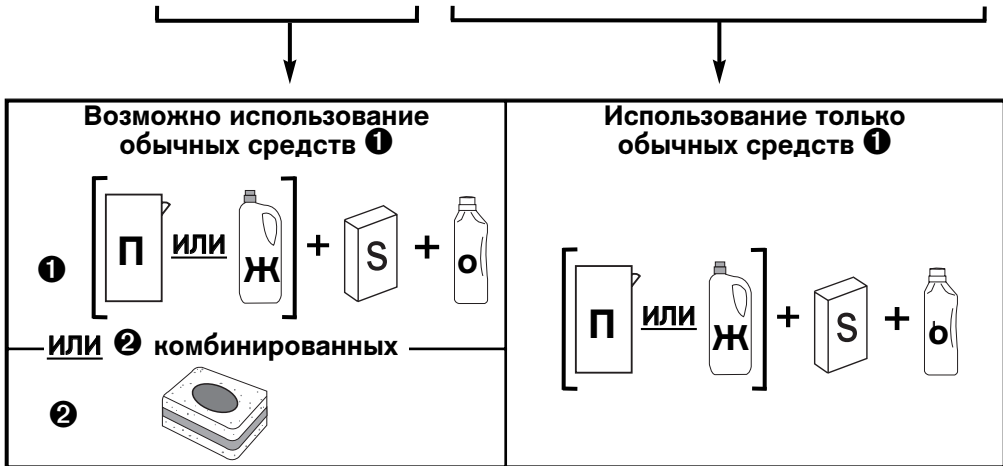 Возможно использование
обычных средств ❶
❶ [ П ИЛИ Ж ] + S + о
ИЛИ ❷ комбинированных
❷
Использование только
обычных средств ❶
[ П ИЛИ Ж ] + S + о